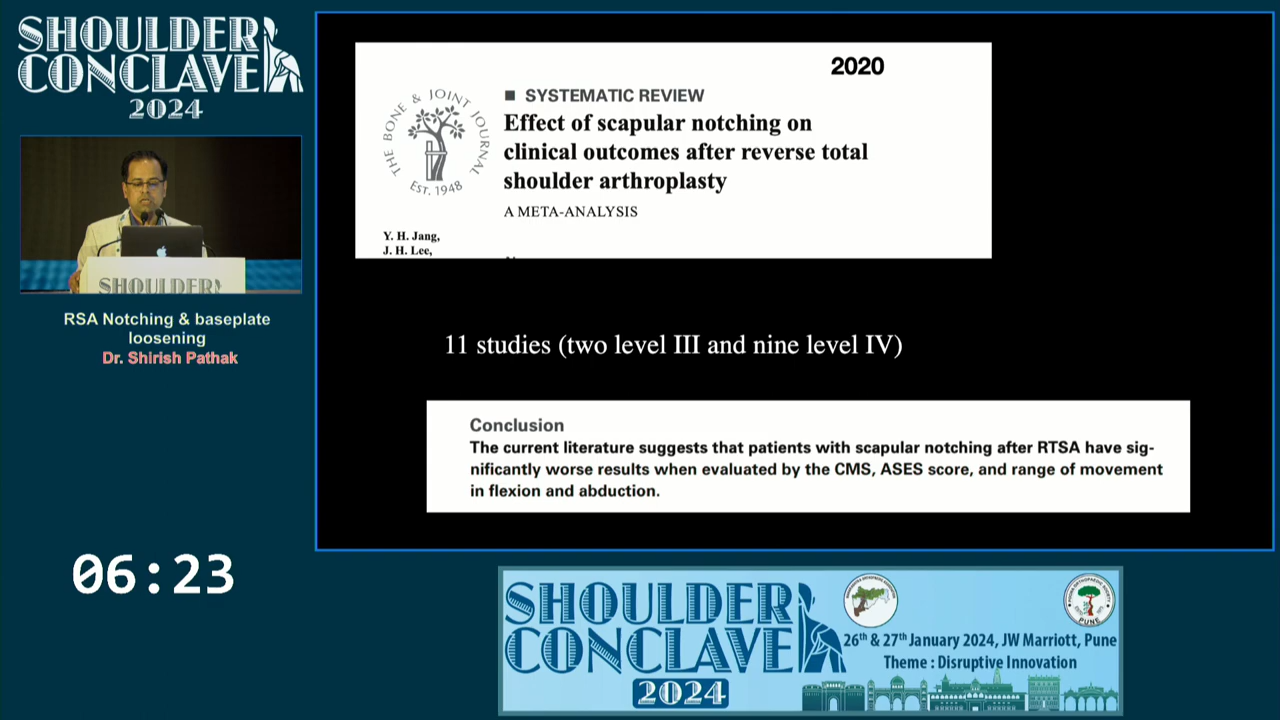 SHOULDER
CONCLAVE
2024
SHOULDER
RSA Notching & baseplate
loosening
Dr. Shirish Pathak
06:23
2020
THE BONE & JOINT JOURNAL
EST. 1948
■ SYSTEMATIC REVIEW
Effect of scapular notching on
clinical outcomes after reverse total
shoulder arthroplasty
A META-ANALYSIS
Y. H. Jang,
J. H. Lee,
11 studies (two level III and nine level IV)
Conclusion
The current literature suggests that patients with scapular notching after RTSA have sig-
nificantly worse results when evaluated by the CMS, ASES score, and range of movement
in flexion and abduction.
SHOULDER
CONCLAVE
2024
PUNE
26th & 27th January 2024, JW Marriott, Pune
Theme : Disruptive Innovation